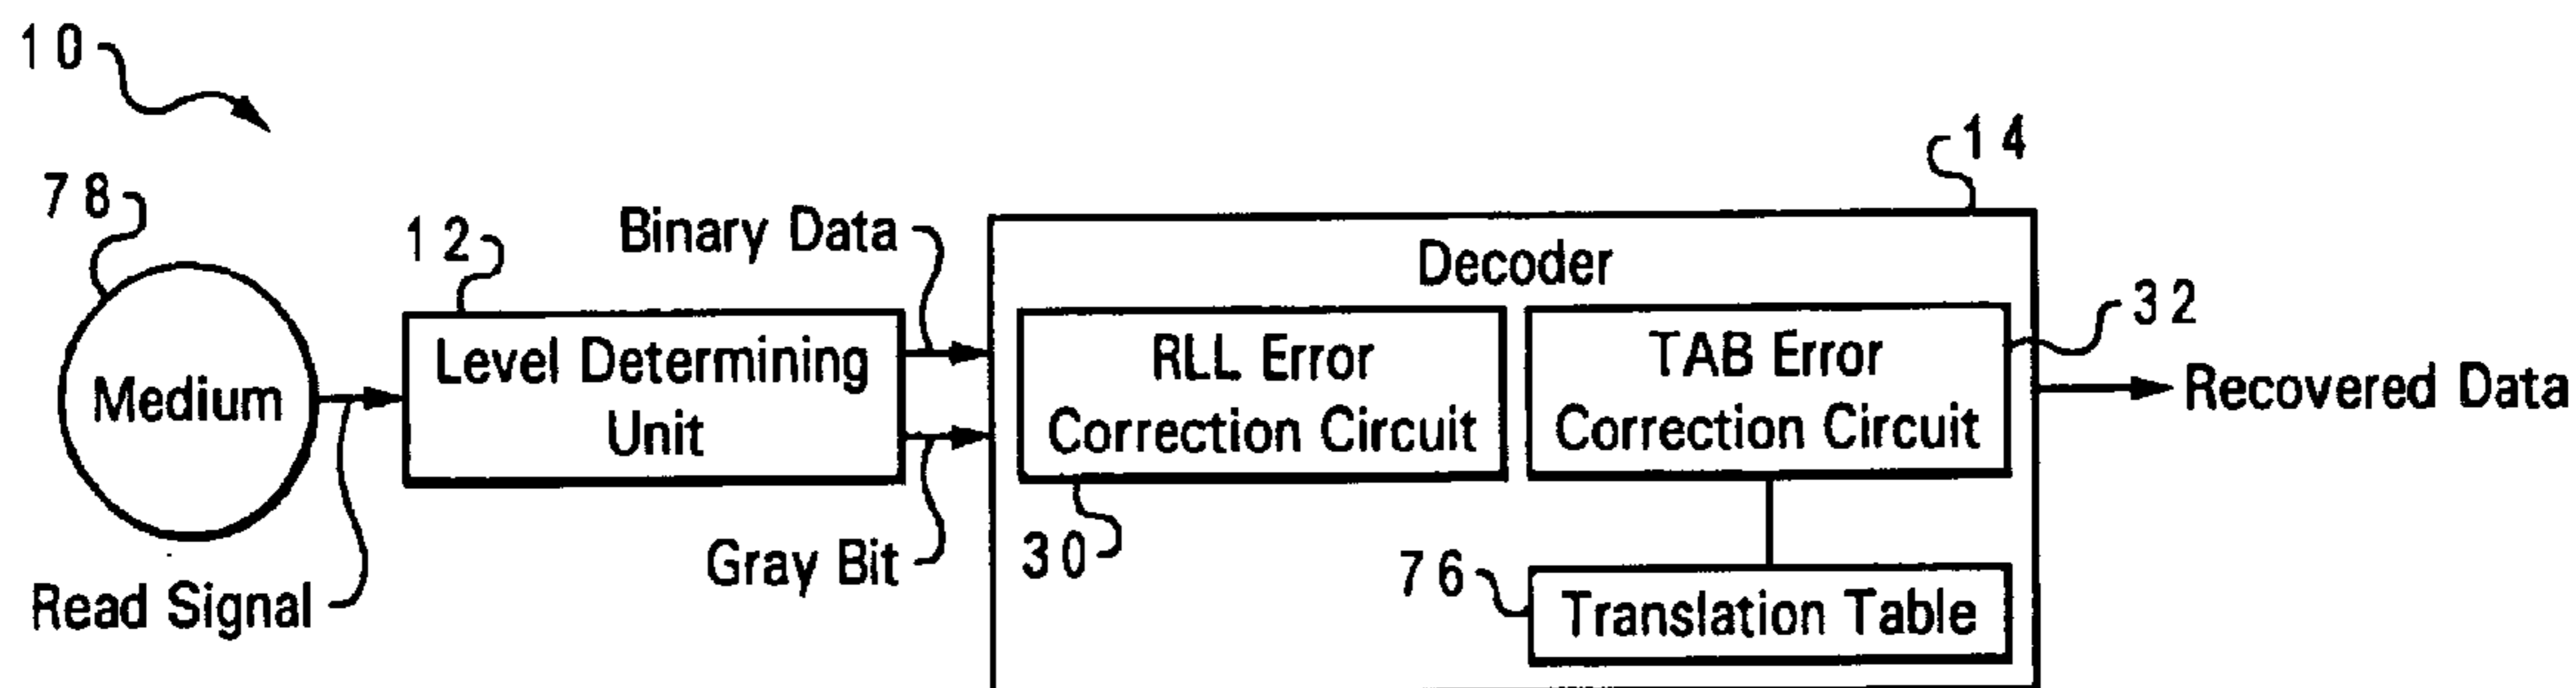 10
78
12
14
Binary Data
Decoder
32
Medium
Level Determining
Unit
RLL Error
Correction Circuit
TAB Error
Correction Circuit
Recovered Data
Read Signal
Gray Bit
30
76
Translation Table